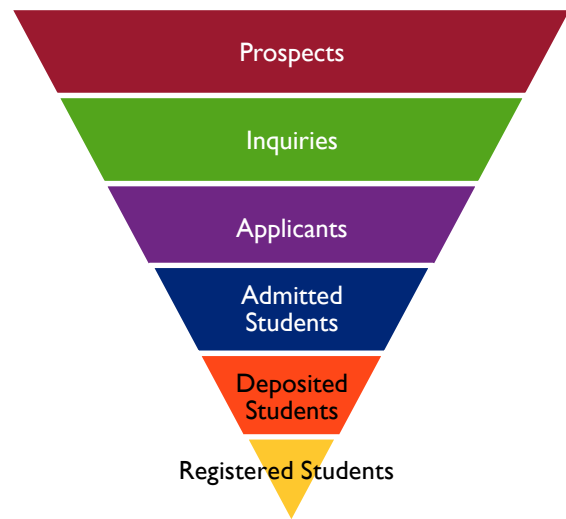 Prospects
Inquiries
Applicants
Admitted
Students
Deposited
Students
Registered Students